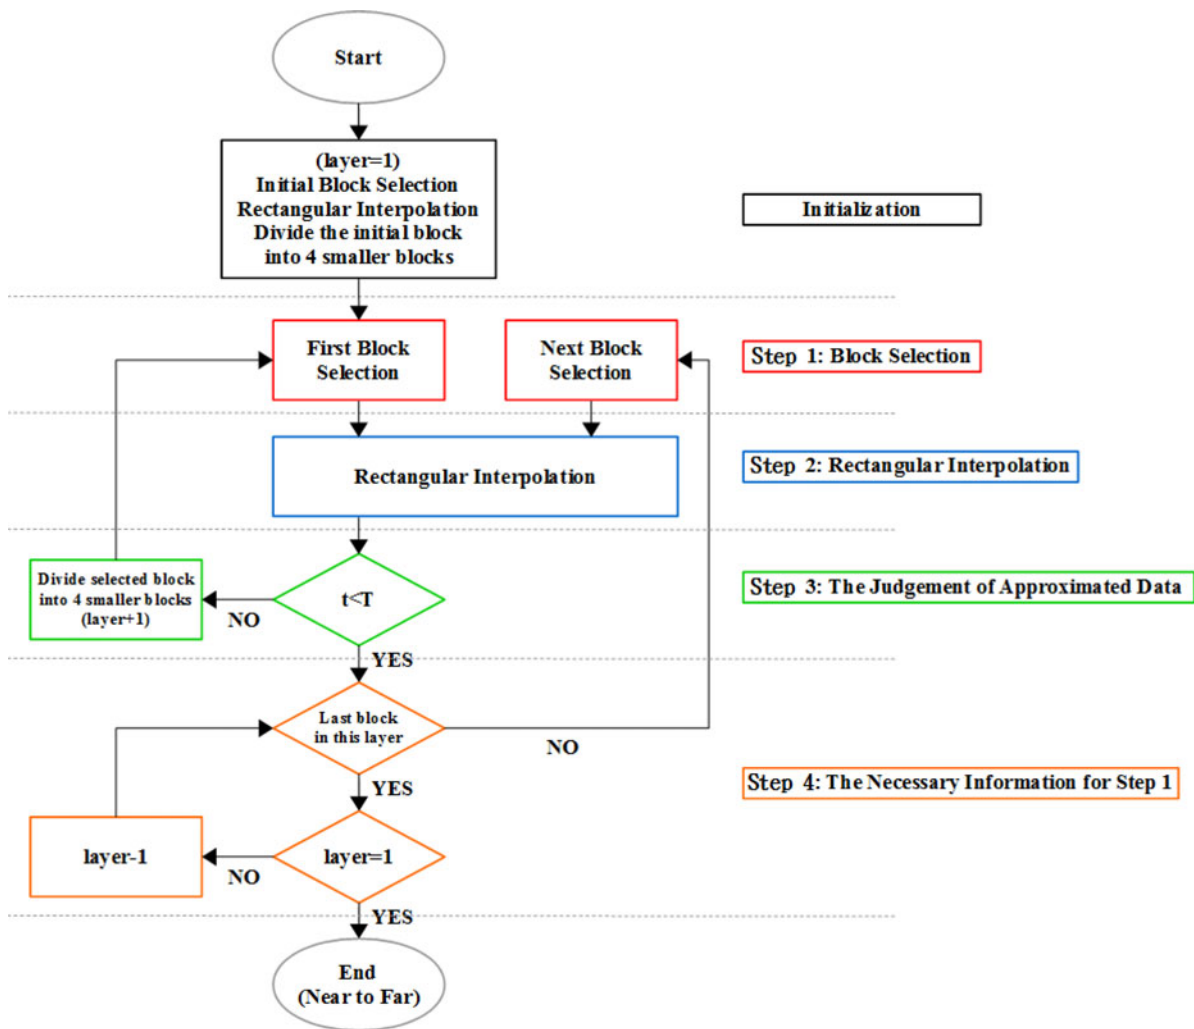 Start
(layer=1)
Initial Block Selection
Rectangular Interpolation
Divide the initial block
into 4 smaller blocks
Initialization
First Block
Selection
Next Block
Selection
Step 1: Block Selection
Rectangular Interpolation
Step 2: Rectangular Interpolation
Divide selected block
into 4 smaller blocks
(layer+1)
NO
t<T
Step 3: The Judgement of Approximated Data
YES
Last block
in this layer
NO
YES
Step 4: The Necessary Information for Step 1
layer-1
NO
layer=1
YES
End
(Near to Far)